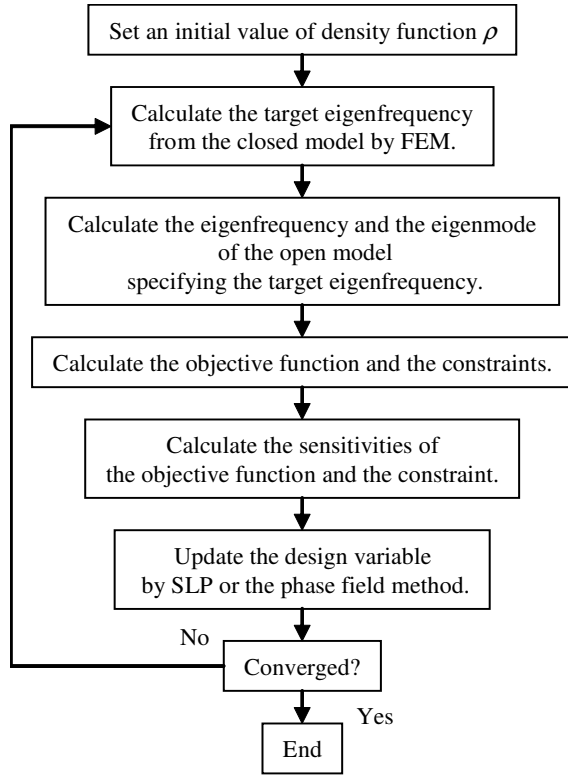 Set an initial value of density function ρ
Calculate the target eigenfrequency
from the closed model by FEM.
Calculate the eigenfrequency and the eigenmode
of the open model
specifying the target eigenfrequency.
Calculate the objective function and the constraints.
Calculate the sensitivities of
the objective function and the constraint.
Update the design variable
by SLP or the phase field method.
No
Converged?
Yes
End